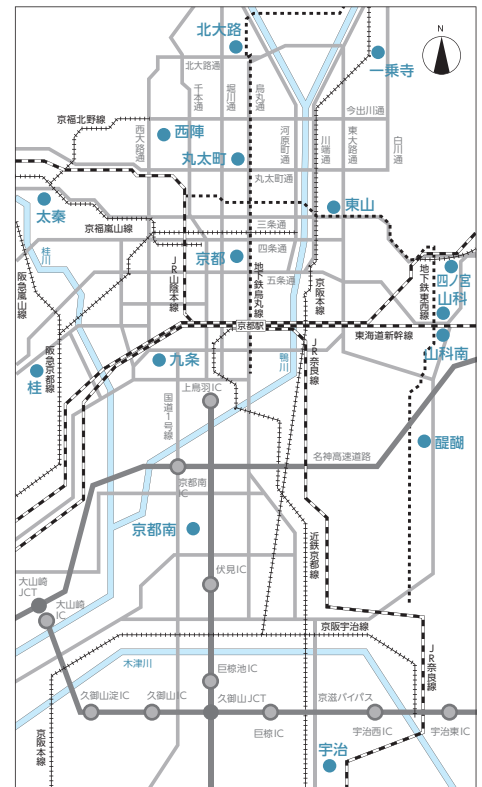 北大路
N
一乗寺
北大路通
千本通
堀川通
烏丸通
今出川通
京福北野線
西大路通
西陣
河原町通
川端通
東大路通
白川通
丸太町
丸太町通
太秦
東山
京福嵐山線
三条通
桂川
四条通
京都
五条通
阪急嵐山線
JR山陰本線
地下鉄烏丸線
京阪本線
地下鉄東西線
四ノ宮
山科
京都駅
東海道新幹線
山科南
阪急京都線
桂
九条
鴨川
JR奈良線
上鳥羽IC
国道1号線
醍醐
名神高速道路
京都南IC
京都南
近鉄京都線
伏見IC
大山崎JCT
大山崎IC
京阪宇治線
木津川
巨椋池IC
JR奈良線
久御山淀IC
久御山IC
久御山JCT
京滋バイパス
京阪本線
巨椋IC
宇治西IC
宇治東IC
宇治